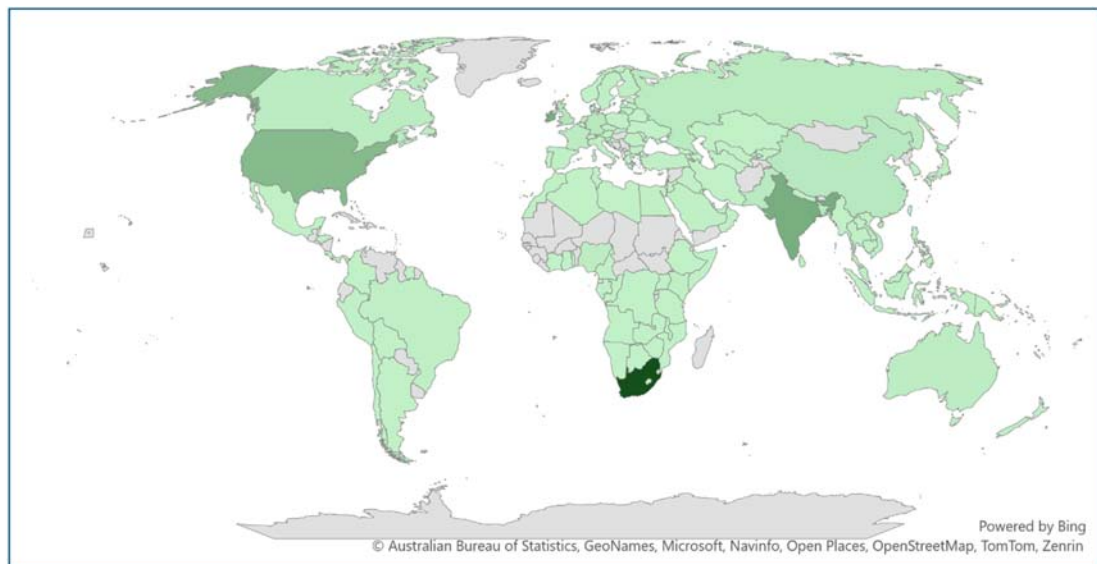 Powered by Bing
© Australian Bureau of Statistics, GeoNames, Microsoft, Navinfo, Open Places, OpenStreetMap, TomTom, Zenrin